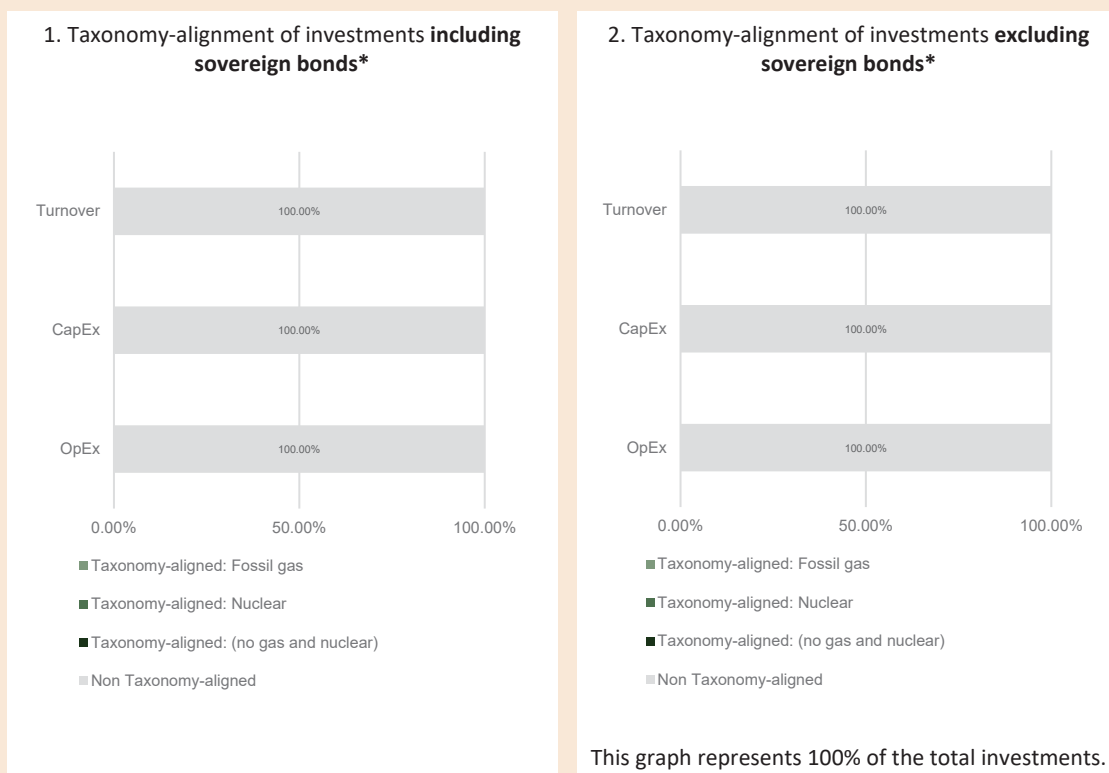 1. Taxonomy-alignment of investments including
sovereign bonds*
Turnover
100.00%
CapEx
100.00%
OpEx
100.00%
0.00%
50.00%
100.00%
Taxonomy-aligned: Fossil gas
Taxonomy-aligned: Nuclear
Taxonomy-aligned: (no gas and nuclear)
Non Taxonomy-aligned
2. Taxonomy-alignment of investments excluding
sovereign bonds*
Turnover
100.00%
CapEx
100.00%
OpEx
100.00%
0.00%
50.00%
100.00%
Taxonomy-aligned: Fossil gas
Taxonomy-aligned: Nuclear
Taxonomy-aligned: (no gas and nuclear)
Non Taxonomy-aligned
This graph represents 100% of the total investments.